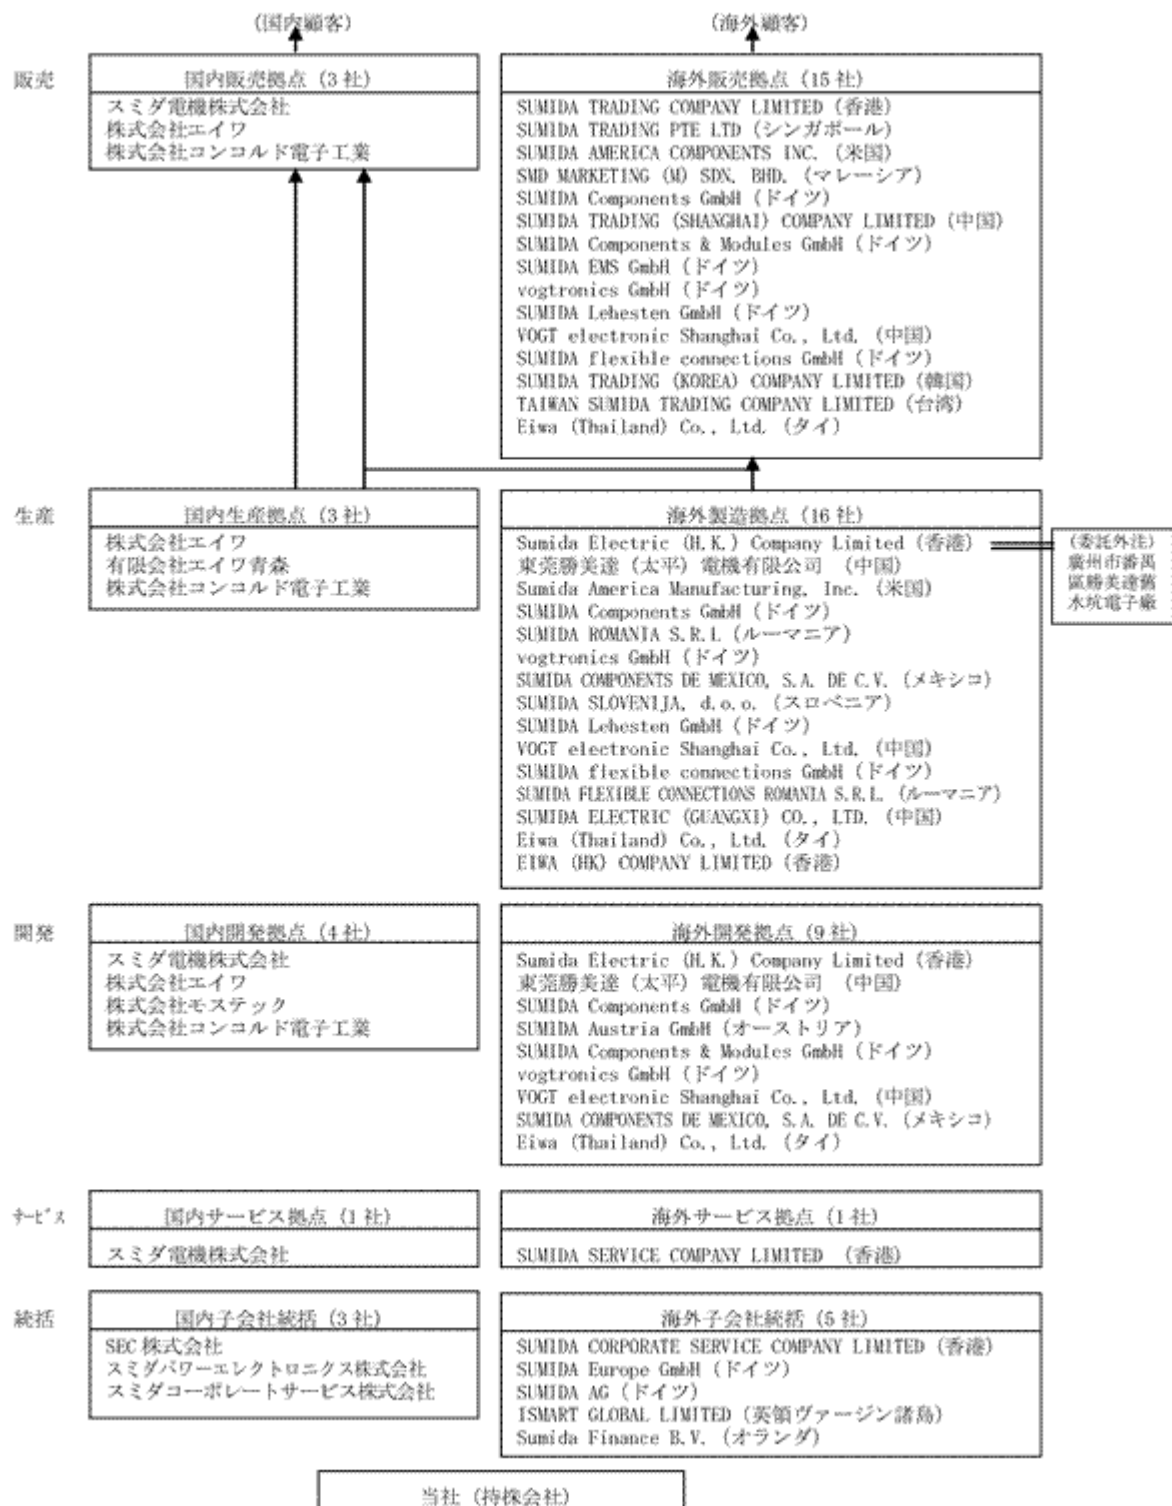 (国内顧客)
(海外顧客)
販売
国内販売拠点 (3 社)
スミダ電機株式会社
株式会社エイワ
株式会社コンコルド電子工業
海外販売拠点 (15 社)
SUMIDA TRADING COMPANY LIMITED (香港)
SUMIDA TRADING PTE LTD (シンガポール)
SUMIDA AMERICA COMPONENTS INC. (米国)
SMD MARKETING (M) SDN. BHD. (マレーシア)
SUMIDA Components GmbH (ドイツ)
SUMIDA TRADING (SHANGHAI) COMPANY LIMITED (中国)
SUMIDA Components & Modules GmbH (ドイツ)
SUMIDA EMS GmbH (ドイツ)
vogtronics GmbH (ドイツ)
SUMIDA Lehesten GmbH (ドイツ)
VOGT electronic Shanghai Co., Ltd. (中国)
SUMIDA flexible connections GmbH (ドイツ)
SUMIDA TRADING (KOREA) COMPANY LIMITED (韓国)
TAIWAN SUMIDA TRADING COMPANY LIMITED (台湾)
Eiwa (Thailand) Co., Ltd. (タイ)
生産
国内生産拠点 (3 社)
株式会社エイワ
有限会社エイワ青森
株式会社コンコルド電子工業
海外製造拠点 (16 社)
Sumida Electric (H.K.) Company Limited (香港)
東莞勝美達 (太平) 電機有限公司 (中国)
Sumida America Manufacturing, Inc. (米国)
SUMIDA Components GmbH (ドイツ)
SUMIDA ROMANIA S.R.L (ルーマニア)
vogtronics GmbH (ドイツ)
SUMIDA COMPONENTS DE MEXICO, S.A. DE C.V. (メキシコ)
SUMIDA SLOVENIJA, d.o.o. (スロベニア)
SUMIDA Lehesten GmbH (ドイツ)
VOGT electronic Shanghai Co., Ltd. (中国)
SUMIDA flexible connections GmbH (ドイツ)
SUMIDA FLEXIBLE CONNECTIONS ROMANIA S.R.L. (ルーマニア)
SUMIDA ELECTRIC (GUANGXI) CO., LTD. (中国)
Eiwa (Thailand) Co., Ltd. (タイ)
EIWA (HK) COMPANY LIMITED (香港)
(委託外注)
廣州市番禺
區勝美達舊
水坑電子廠
開発
国内開発拠点 (4 社)
スミダ電機株式会社
株式会社エイワ
株式会社モステック
株式会社コンコルド電子工業
海外開発拠点 (9 社)
Sumida Electric (H.K.) Company Limited (香港)
東莞勝美達 (太平) 電機有限公司 (中国)
SUMIDA Components GmbH (ドイツ)
SUMIDA Austria GmbH (オーストリア)
SUMIDA Components & Modules GmbH (ドイツ)
vogtronics GmbH (ドイツ)
VOGT electronic Shanghai Co., Ltd. (中国)
SUMIDA COMPONENTS DE MEXICO, S.A. DE C.V. (メキシコ)
Eiwa (Thailand) Co., Ltd. (タイ)
サービス
国内サービス拠点 (1 社)
スミダ電機株式会社
海外サービス拠点 (1 社)
SUMIDA SERVICE COMPANY LIMITED (香港)
統括
国内子会社統括 (3 社)
SEC 株式会社
スミダパワーエレクトロニクス株式会社
スミダコーポレートサービス株式会社
海外子会社統括 (5 社)
SUMIDA CORPORATE SERVICE COMPANY LIMITED (香港)
SUMIDA Europe GmbH (ドイツ)
SUMIDA AG (ドイツ)
ISMART GLOBAL LIMITED (英領ヴァージン諸島)
Sumida Finance B.V. (オランダ)
当社 (持株会社)